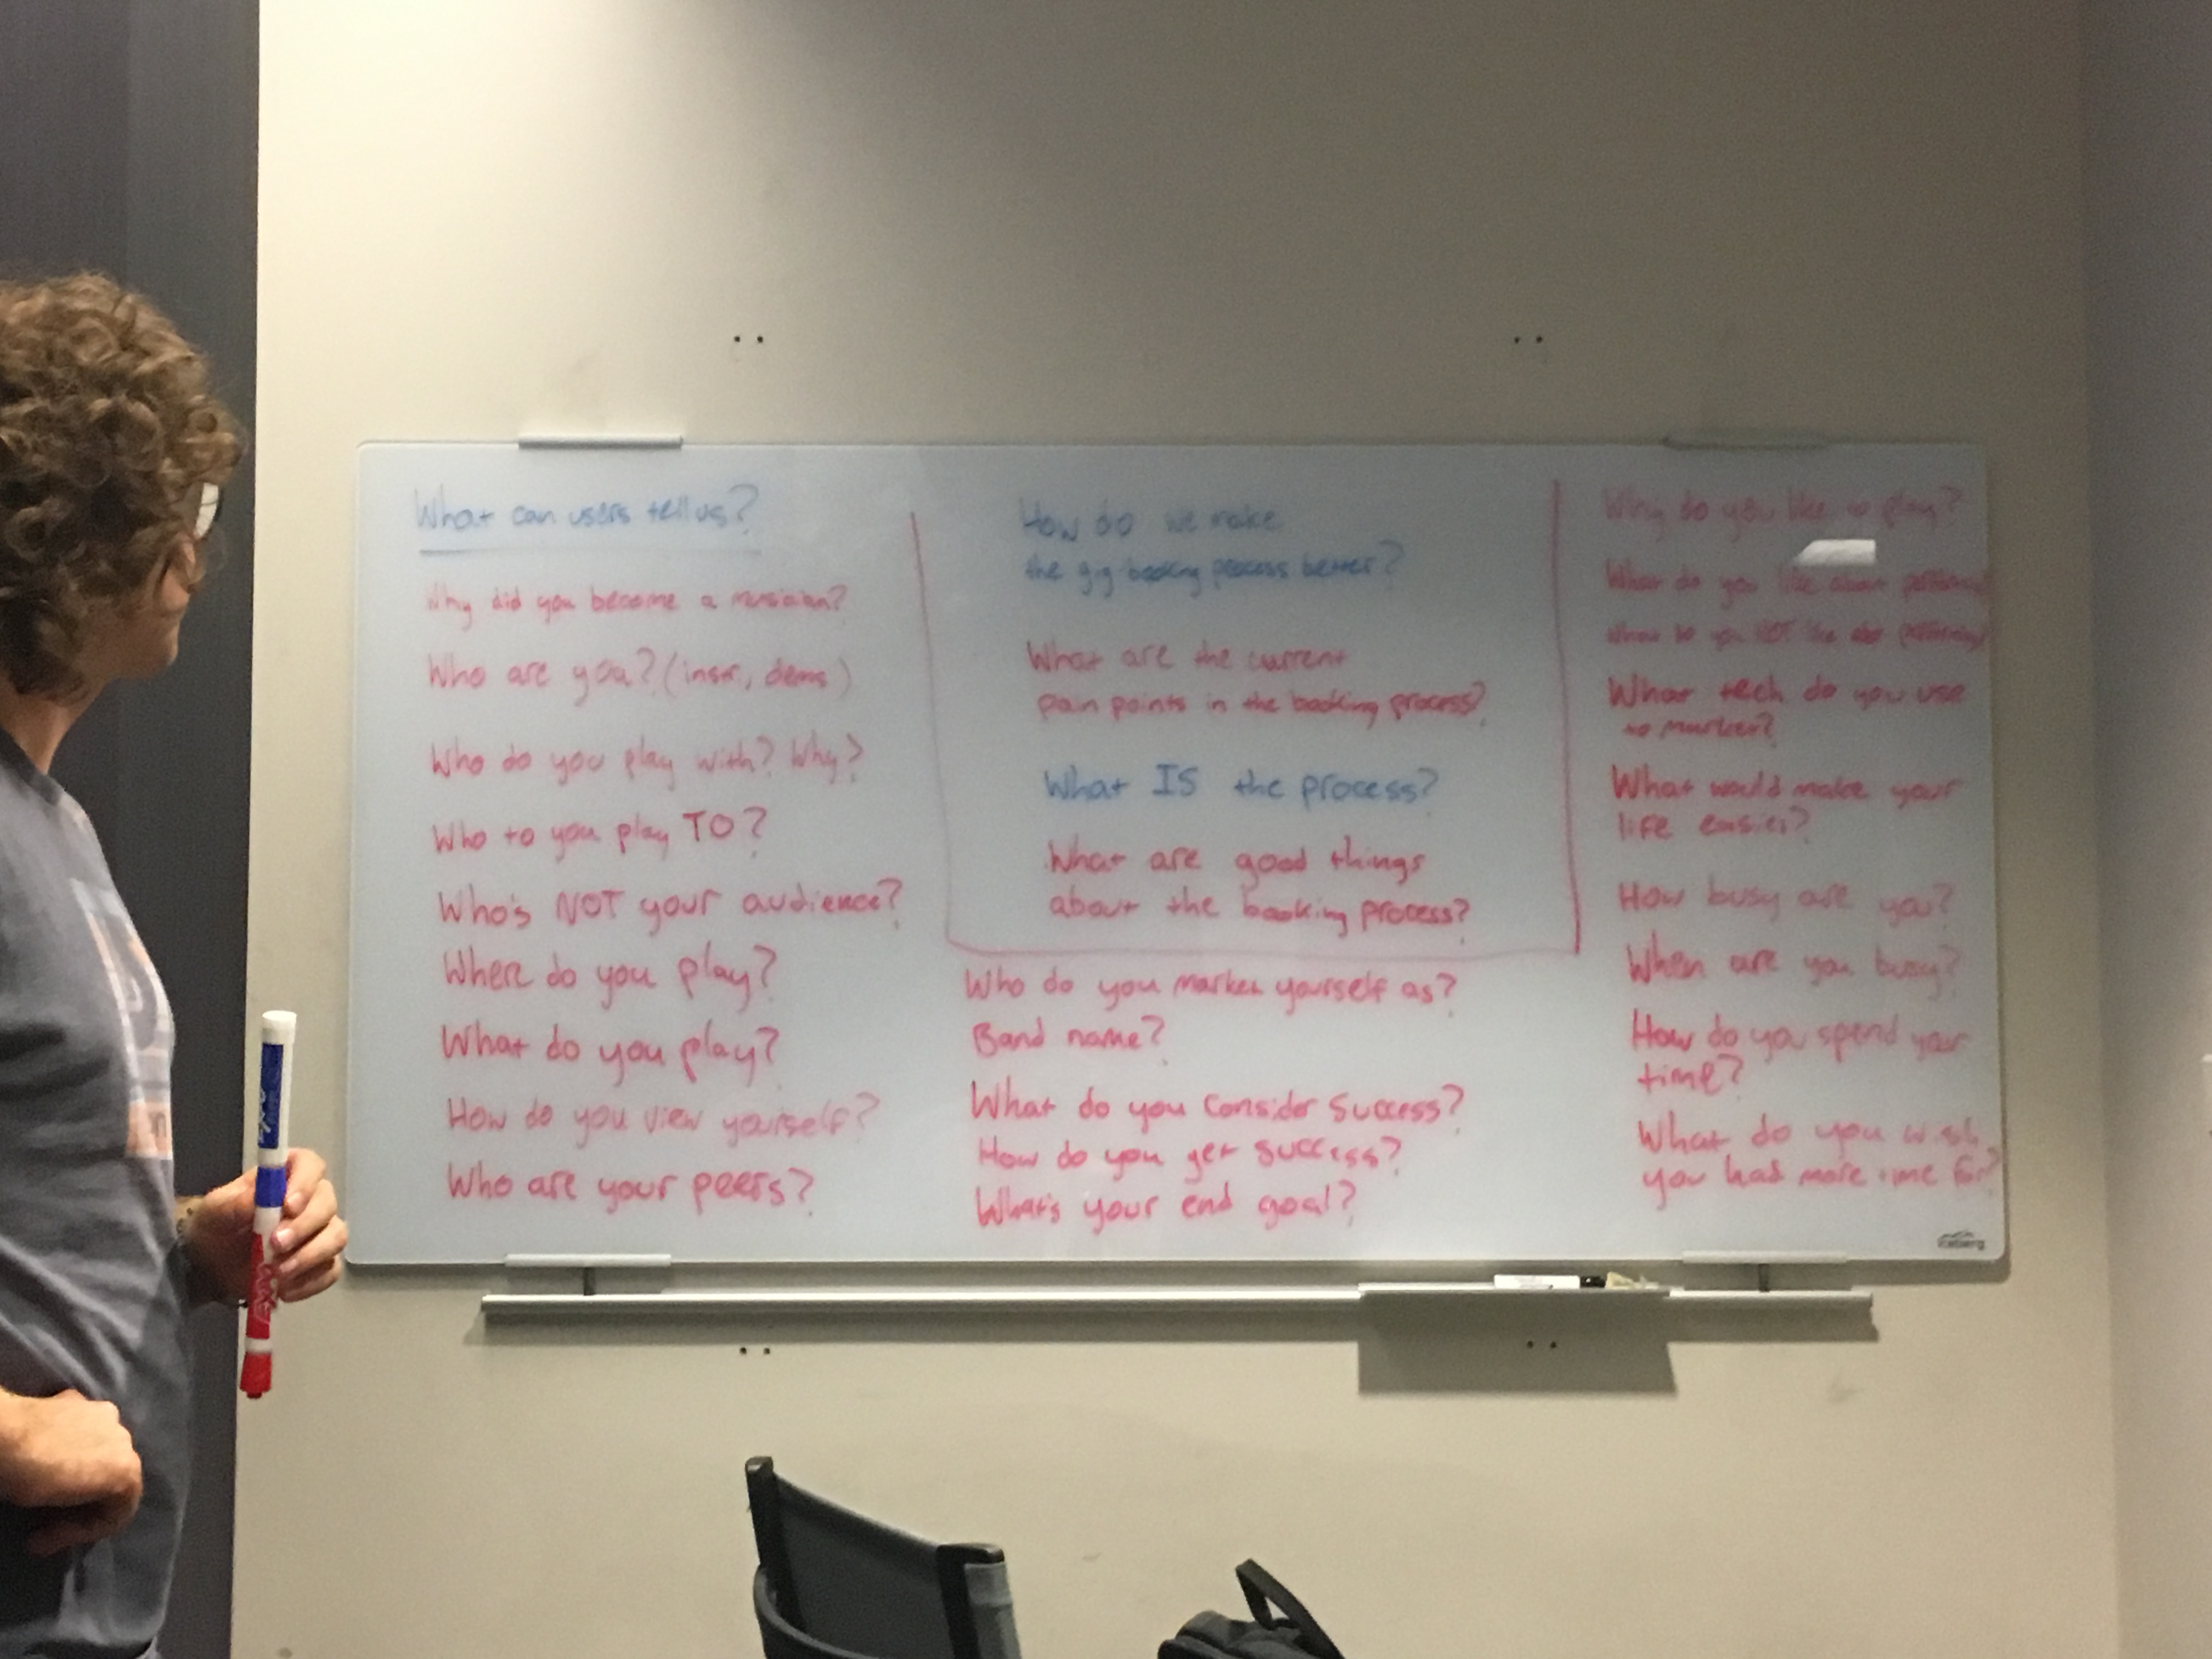 What can users tell us?
Why did you become a musician?
Who are you? (instr., dems)
Who do you play with? Why?
Who to you play TO?
Who's NOT your audience?
Where do you play?
What do you play?
How do you view yourself?
Who are your peers?
How do we make
the gig booking process better?
What are the current
pain points in the booking process?
What IS the process?
What are good things
about the booking process?
Who do you market yourself as?
Band name?
What do you consider success?
How do you get success?
What's your end goal?
Why do you like to play?
What do you like about performing
What do you NOT like abt performing?
What tech do you use
to market?
What would make your
life easier?
How busy are you?
When are you busy?
How do you spend your
time?
What do you wish
you had more time for?
EXPO